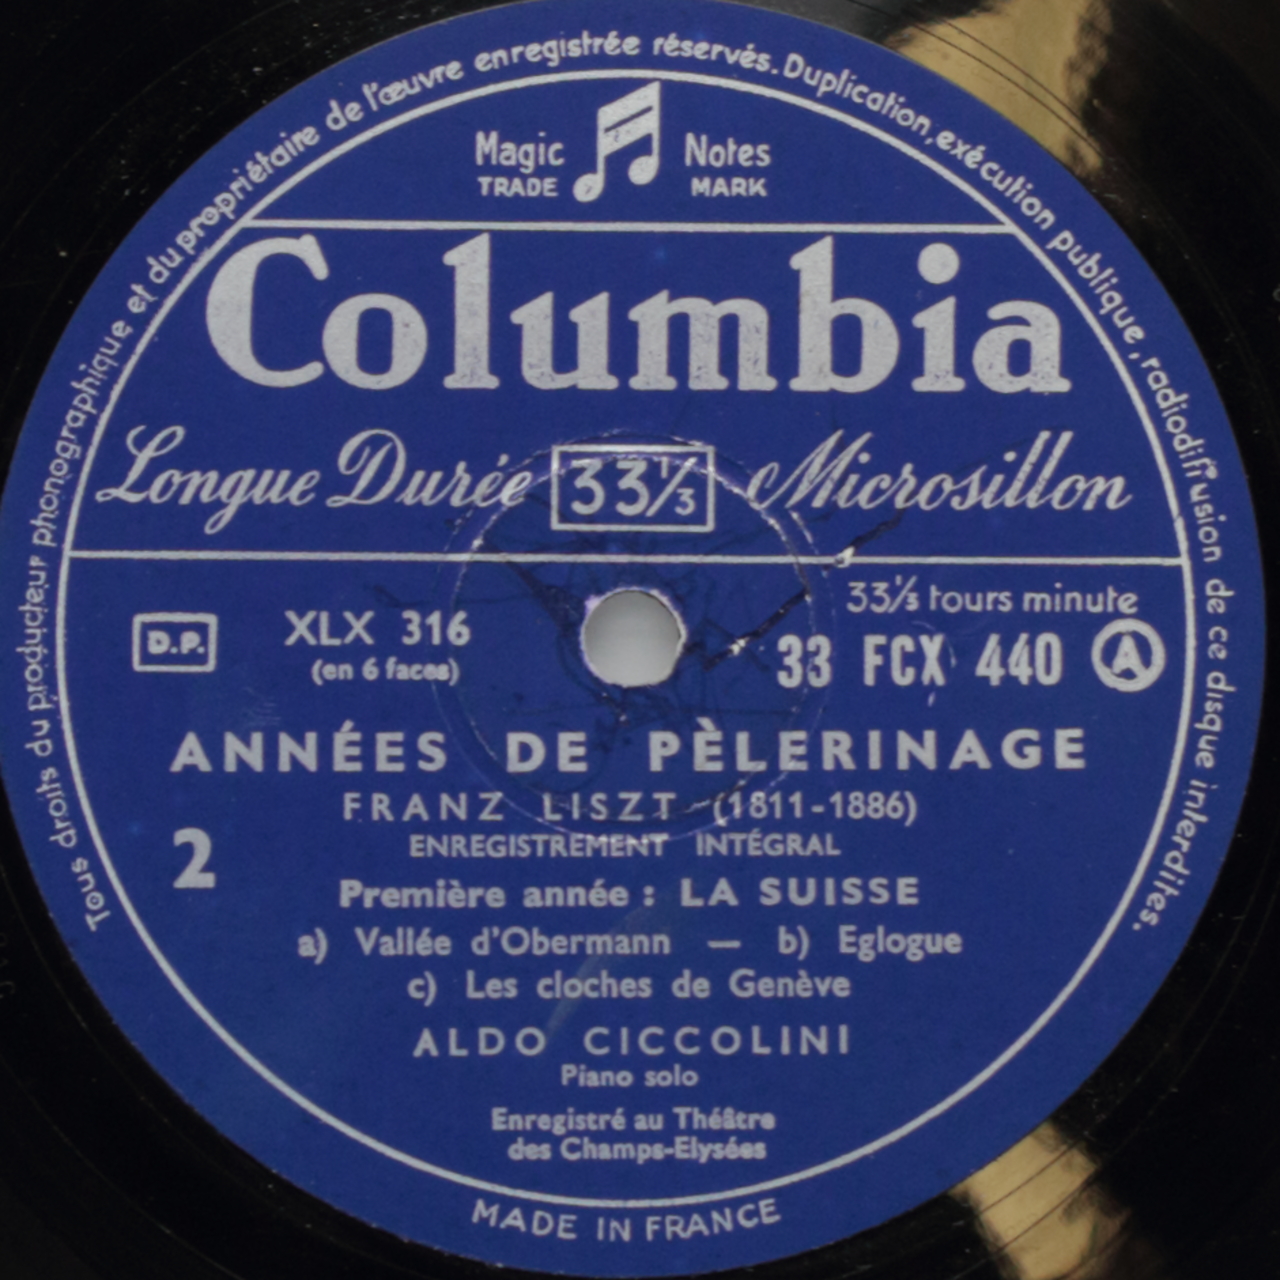 Tous droits du producteur phonographique et du propriétaire de l'œuvre enregistrée réservés. Duplication, exécution publique, radiodiffusion de ce disque interdites.
Magic Notes
TRADE MARK
Columbia
Longue Durée 33⅓ Microsillon
33⅓ tours minute
D.P. XLX 316 33 FCX 440 A
(en 6 faces)
ANNÉES DE PÈLERINAGE
FRANZ LISZT (1811-1886)
ENREGISTREMENT INTÉGRAL
2
Première année : LA SUISSE
a) Vallée d'Obermann — b) Eglogue
c) Les cloches de Genève
ALDO CICCOLINI
Piano solo
Enregistré au Théâtre
des Champs-Elysées
MADE IN FRANCE